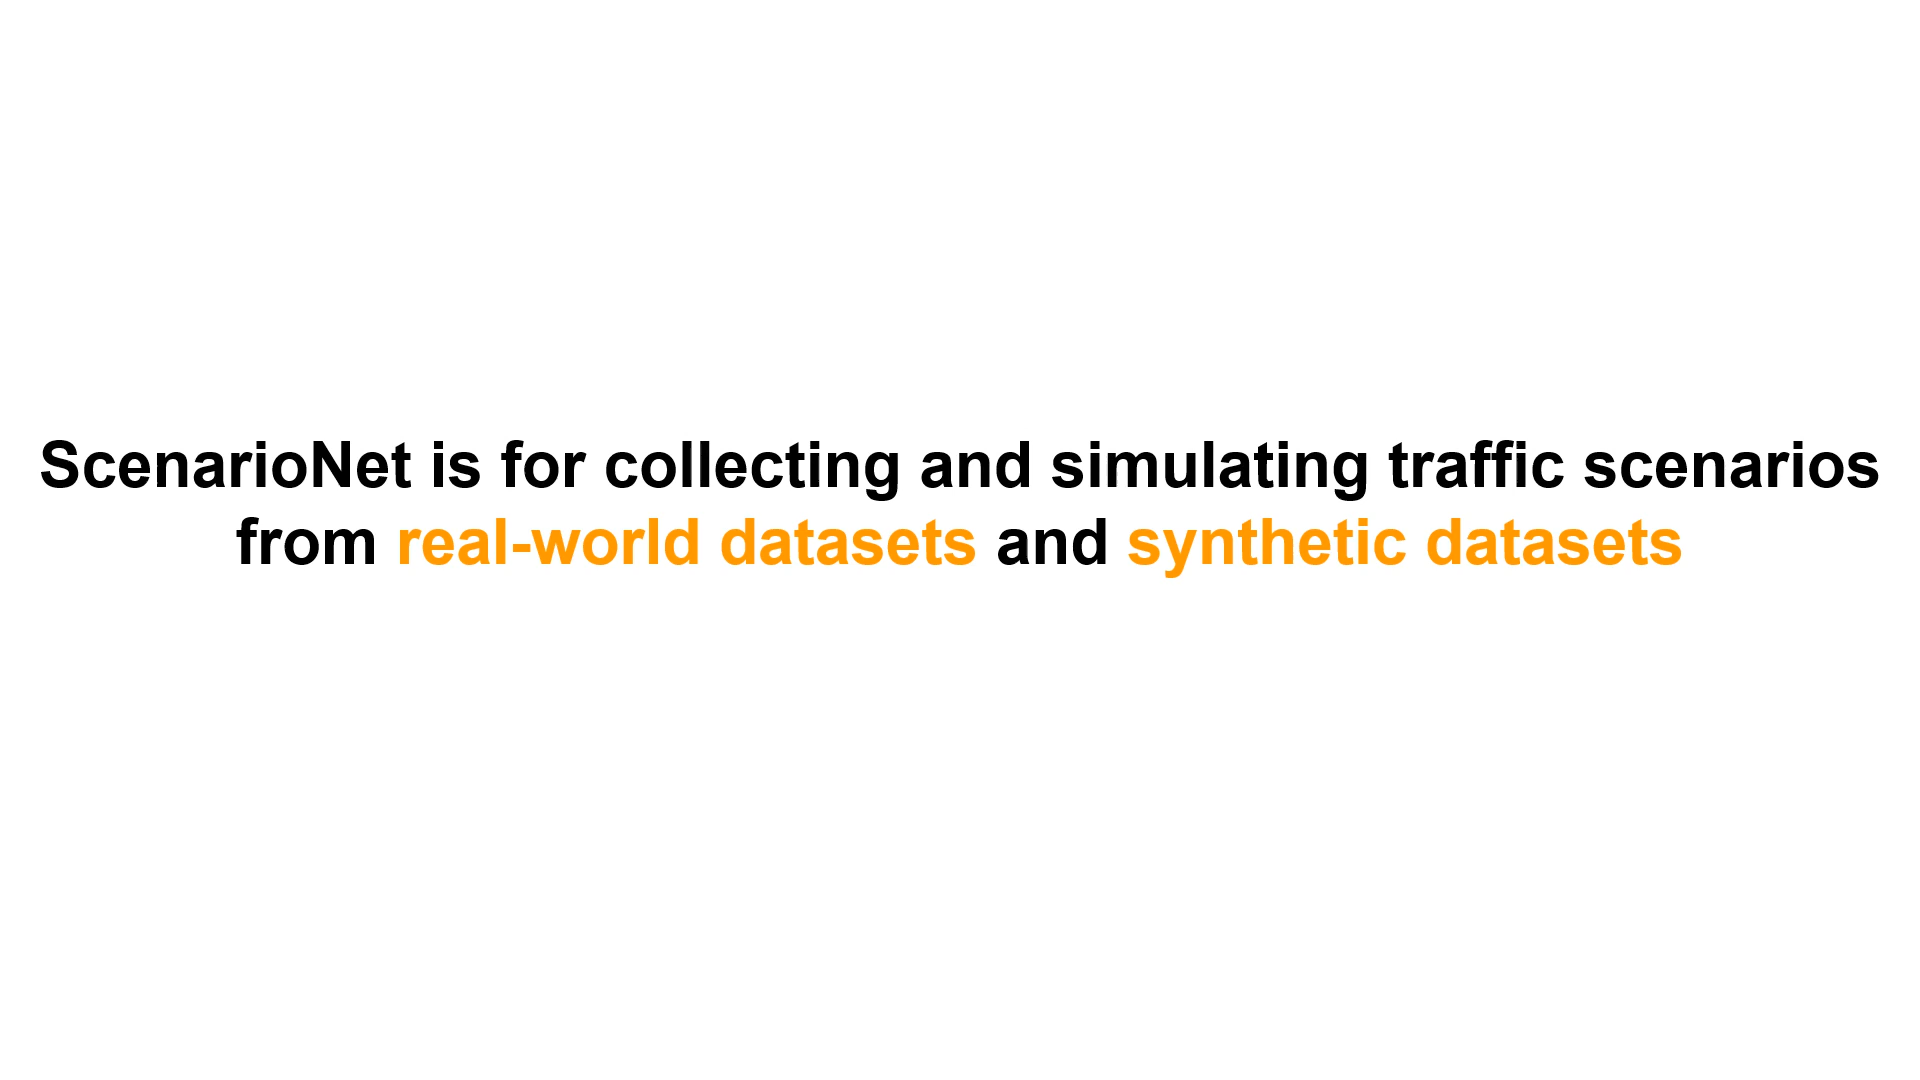 ScenarioNet is for collecting and simulating traffic scenarios
from real-world datasets and synthetic datasets